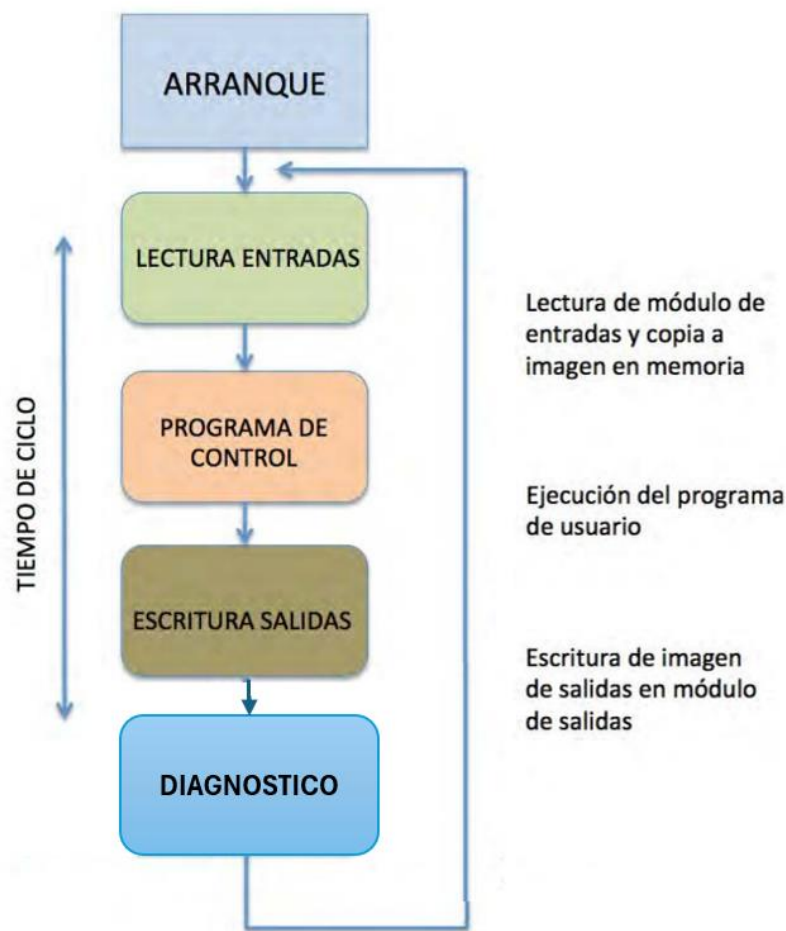 ARRANQUE
LECTURA ENTRADAS
PROGRAMA DE
CONTROL
ESCRITURA SALIDAS
DIAGNOSTICO
TIEMPO DE CICLO
Lectura de módulo de
entradas y copia a
imagen en memoria
Ejecución del programa
de usuario
Escritura de imagen
de salidas en módulo
de salidas